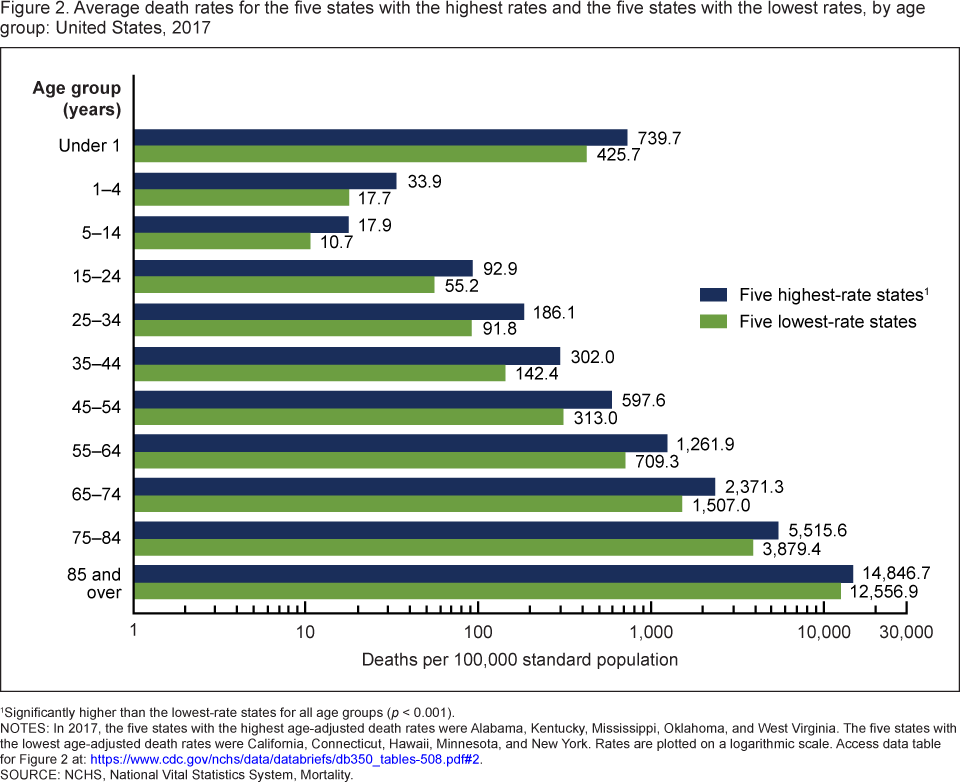 Figure 2. Average death rates for the five states with the highest rates and the five states with the lowest rates, by age
group: United States, 2017
Age group
(years)
Under 1
739.7
425.7
1–4
33.9
17.7
5–14
17.9
10.7
15–24
92.9
55.2
25–34
186.1
91.8
35–44
302.0
142.4
45–54
597.6
313.0
55–64
1,261.9
709.3
65–74
2,371.3
1,507.0
75–84
5,515.6
3,879.4
85 and
over
14,846.7
12,556.9
Five highest-rate states¹
Five lowest-rate states
1 10 100 1,000 10,000 30,000
Deaths per 100,000 standard population
¹Significantly higher than the lowest-rate states for all age groups (p < 0.001).
NOTES: In 2017, the five states with the highest age-adjusted death rates were Alabama, Kentucky, Mississippi, Oklahoma, and West Virginia. The five states with
the lowest age-adjusted death rates were California, Connecticut, Hawaii, Minnesota, and New York. Rates are plotted on a logarithmic scale. Access data table
for Figure 2 at: https://www.cdc.gov/nchs/data/databriefs/db350_tables-508.pdf#2.
SOURCE: NCHS, National Vital Statistics System, Mortality.